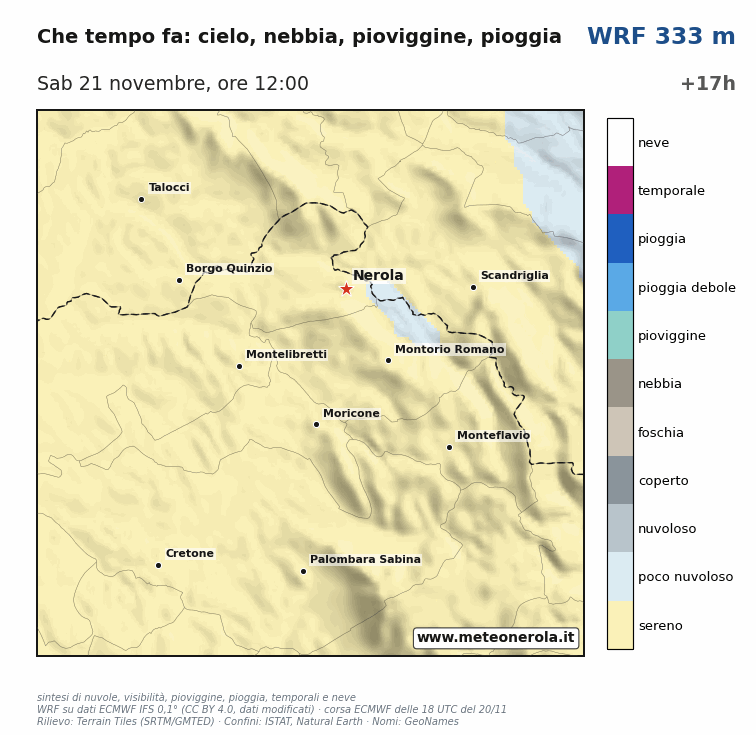 Che tempo fa: cielo, nebbia, pioviggine, pioggia
WRF 333 m
Sab 21 novembre, ore 12:00
+17h
neve
temporale
pioggia
pioggia debole
pioviggine
nebbia
foschia
coperto
nuvoloso
poco nuvoloso
sereno
Talocci
Borgo Quinzio
Nerola
Scandriglia
Montelibretti
Montorio Romano
Moricone
Monteflavio
Cretone
Palombara Sabina
www.meteonerola.it
sintesi di nuvole, visibilità, pioviggine, pioggia, temporali e neve
WRF su dati ECMWF IFS 0,1° (CC BY 4.0, dati modificati) · corsa ECMWF delle 18 UTC del 20/11
Rilievo: Terrain Tiles (SRTM/GMTED) · Confini: ISTAT, Natural Earth · Nomi: GeoNames